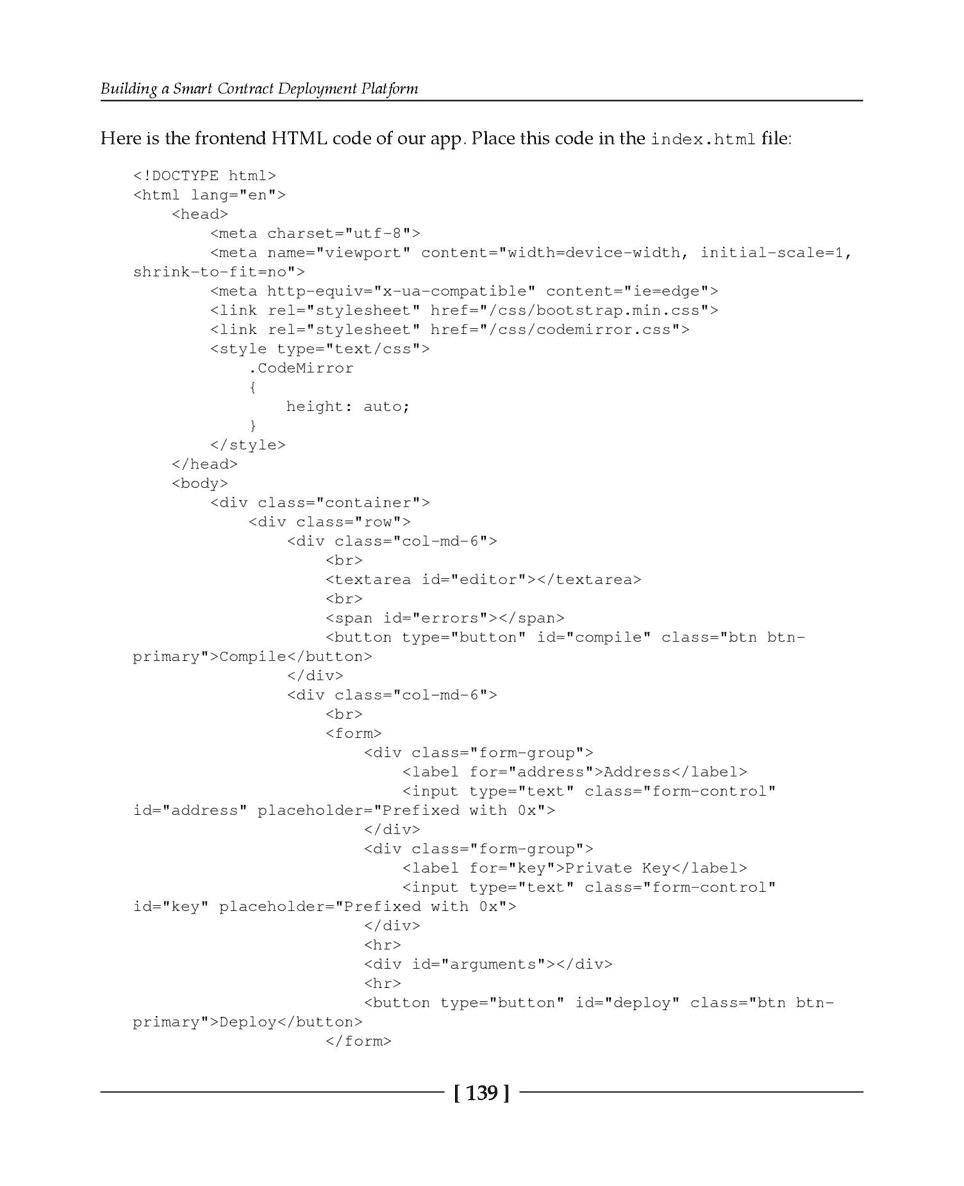 Building a Smart Contract Deployment Platform
Here is the frontend HTML code of our app. Place this code in the index.html file:
<!DOCTYPE html>
<html lang="en">
    <head>
        <meta charset="utf-8">
        <meta name="viewport" content="width=device-width, initial-scale=1,
shrink-to-fit=no">
        <meta http-equiv="x-ua-compatible" content="ie=edge">
        <link rel="stylesheet" href="/css/bootstrap.min.css">
        <link rel="stylesheet" href="/css/codemirror.css">
        <style type="text/css">
            .CodeMirror
            {
                height: auto;
            }
        </style>
    </head>
    <body>
        <div class="container">
            <div class="row">
                <div class="col-md-6">
                    <br>
                    <textarea id="editor"></textarea>
                    <br>
                    <span id="errors"></span>
                    <button type="button" id="compile" class="btn btn-
primary">Compile</button>
                </div>
                <div class="col-md-6">
                    <br>
                    <form>
                        <div class="form-group">
                            <label for="address">Address</label>
                            <input type="text" class="form-control"
id="address" placeholder="Prefixed with 0x">
                        </div>
                        <div class="form-group">
                            <label for="key">Private Key</label>
                            <input type="text" class="form-control"
id="key" placeholder="Prefixed with 0x">
                        </div>
                        <hr>
                        <div id="arguments"></div>
                        <hr>
                        <button type="button" id="deploy" class="btn btn-
primary">Deploy</button>
                    </form>
[ 139 ]